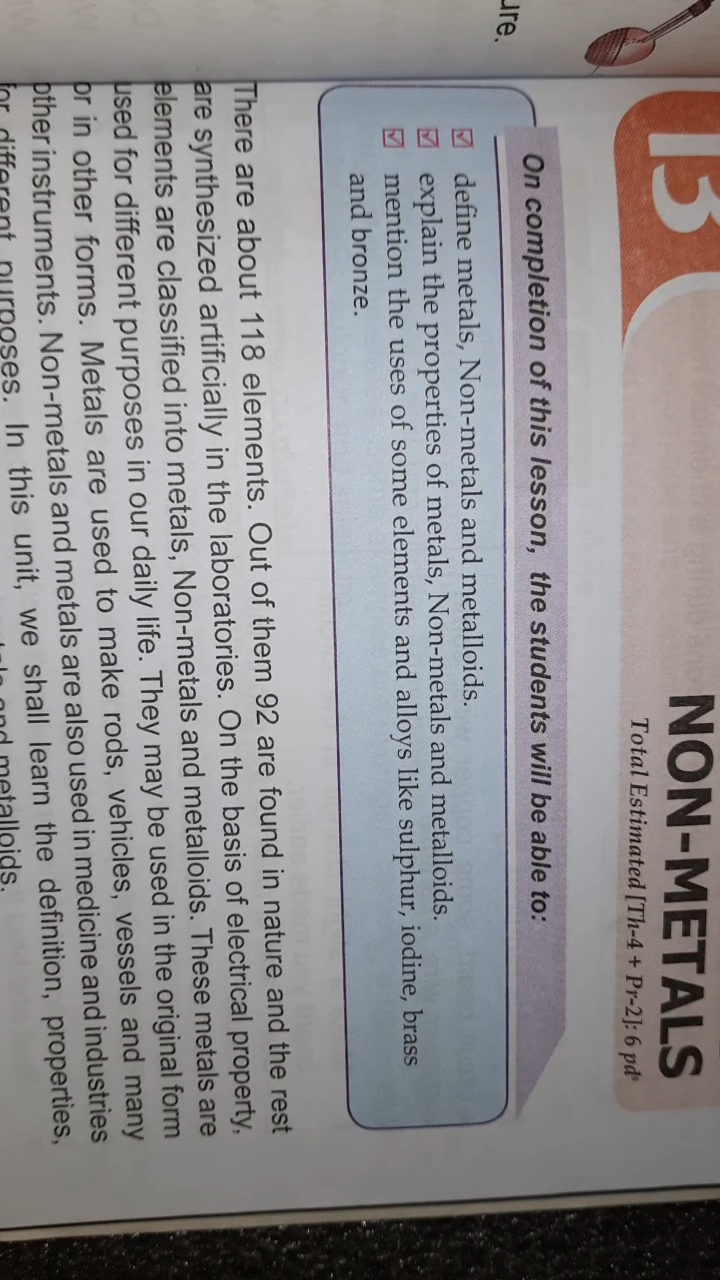 ure.
13
NON-METALS
Total Estimated [Th-4 + Pr-2]: 6 pds
On completion of this lesson, the students will be able to:
☑ define metals, Non-metals and metalloids.
☑ explain the properties of metals, Non-metals and metalloids.
☑ mention the uses of some elements and alloys like sulphur, iodine, brass
and bronze.
There are about 118 elements. Out of them 92 are found in nature and the rest
are synthesized artificially in the laboratories. On the basis of electrical property,
elements are classified into metals, Non-metals and metalloids. These metals are
used for different purposes in our daily life. They may be used in the original form
or in other forms. Metals are used to make rods, vehicles, vessels and many
other instruments. Non-metals and metals are also used in medicine and industries
for different purposes. In this unit, we shall learn the definition, properties,
and metalloids.